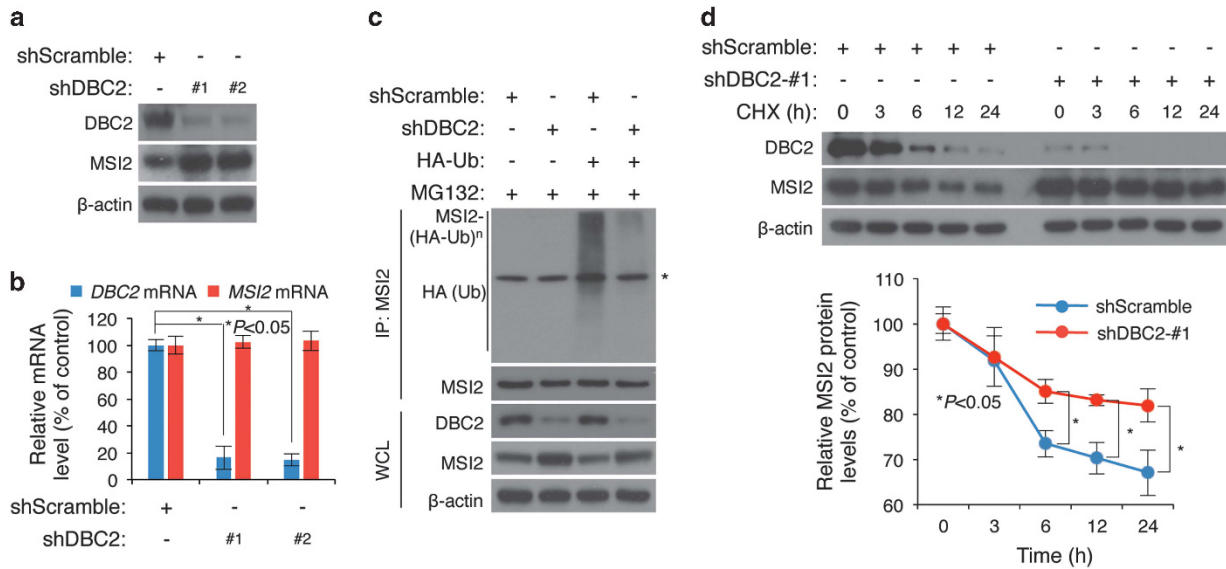 a
shScramble: + - -
shDBC2: - #1 #2
DBC2
MSI2
β-actin
b
DBC2 mRNA MSI2 mRNA
* *
*P<0.05
Relative mRNA
level (% of control)
120
100
80
60
40
20
0
shScramble: + - -
shDBC2: - #1 #2
c
shScramble: + - + -
shDBC2: - + - +
HA-Ub: - - + +
MG132: + + + +
IP: MSI2
MSI2-
(HA-Ub)ⁿ
*
HA (Ub)
MSI2
WCL
DBC2
MSI2
β-actin
d
shScramble: + + + + + - - - - -
shDBC2-#1: - - - - - + + + + +
CHX (h) 0 3 6 12 24 0 3 6 12 24
DBC2
MSI2
β-actin
Relative MSI2 protein
levels (% of control)
110
100
90
80
70
60
shScramble
shDBC2-#1
*P<0.05
* * *
0 3 6 12 24
Time (h)